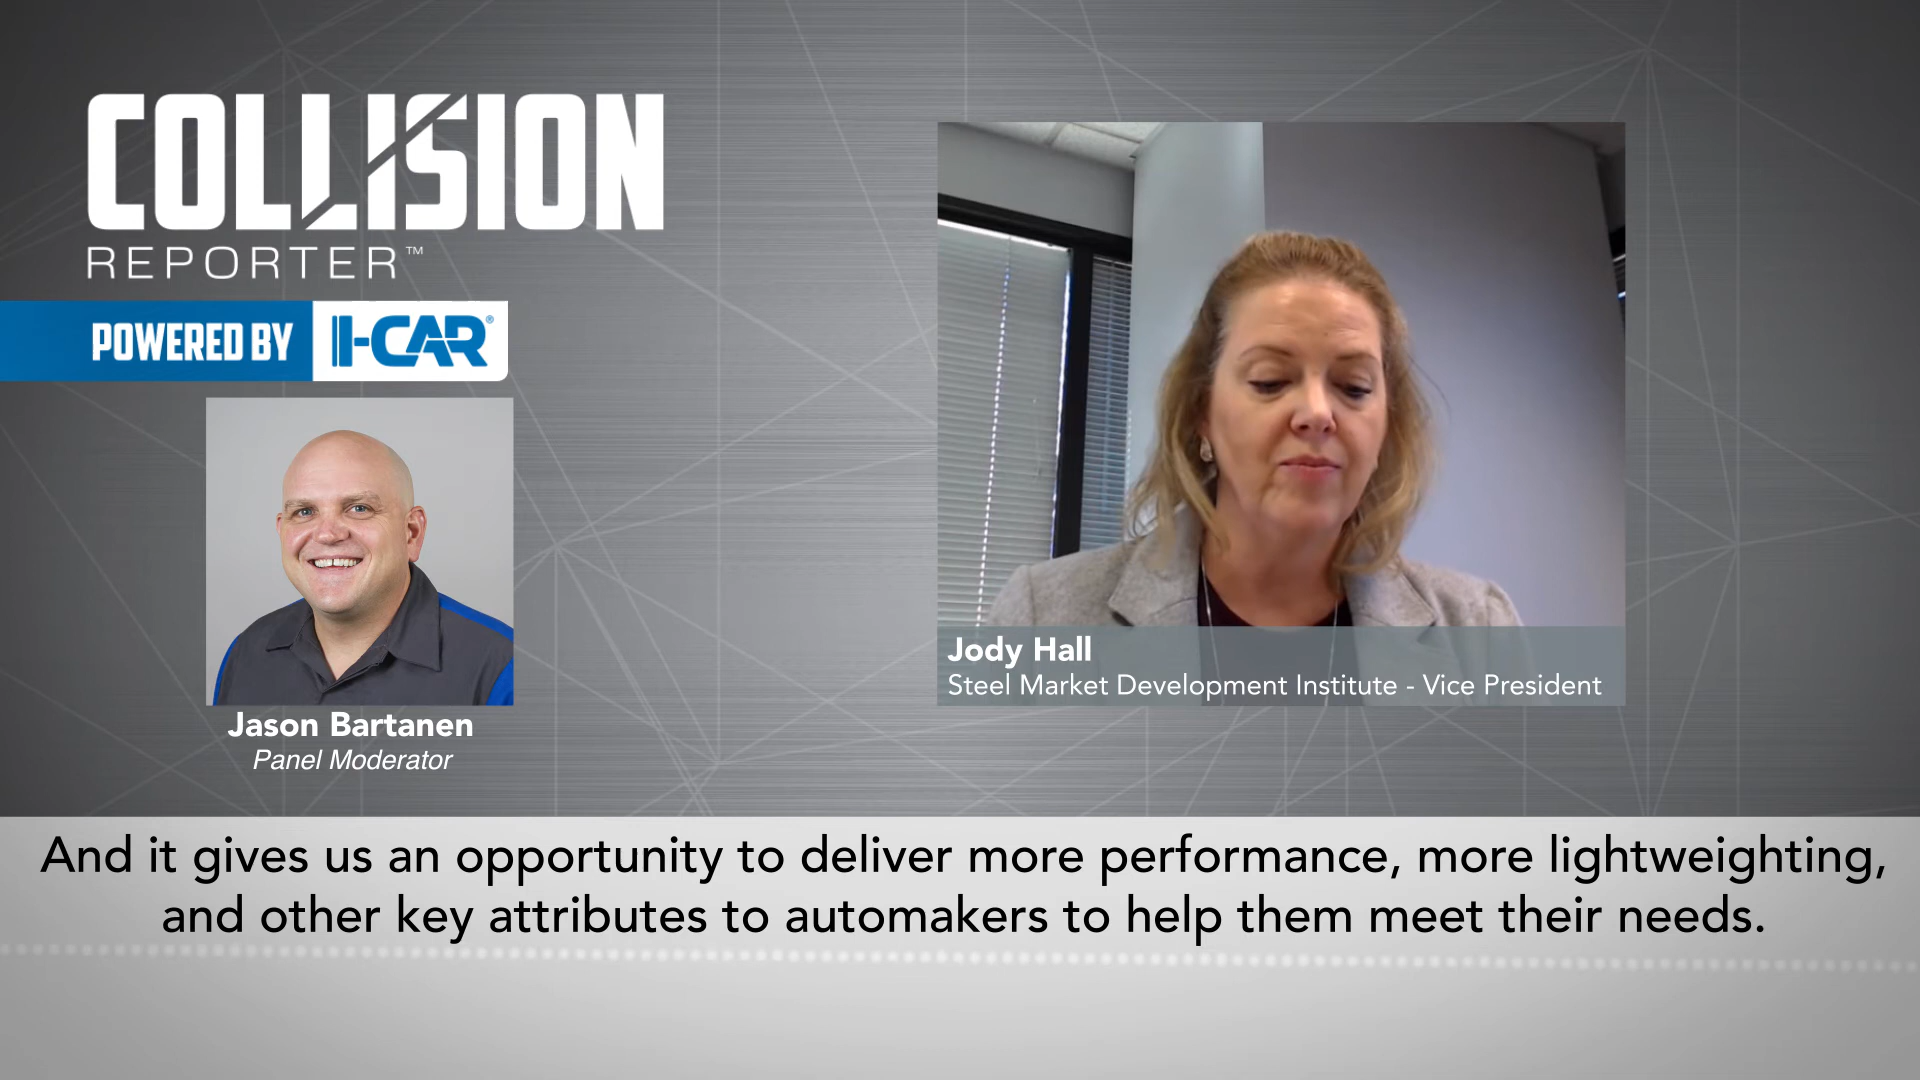 COLLISION
REPORTER™
POWERED BY I-CAR®
Jason Bartanen
Panel Moderator
Jody Hall
Steel Market Development Institute - Vice President
And it gives us an opportunity to deliver more performance, more lightweighting,
and other key attributes to automakers to help them meet their needs.